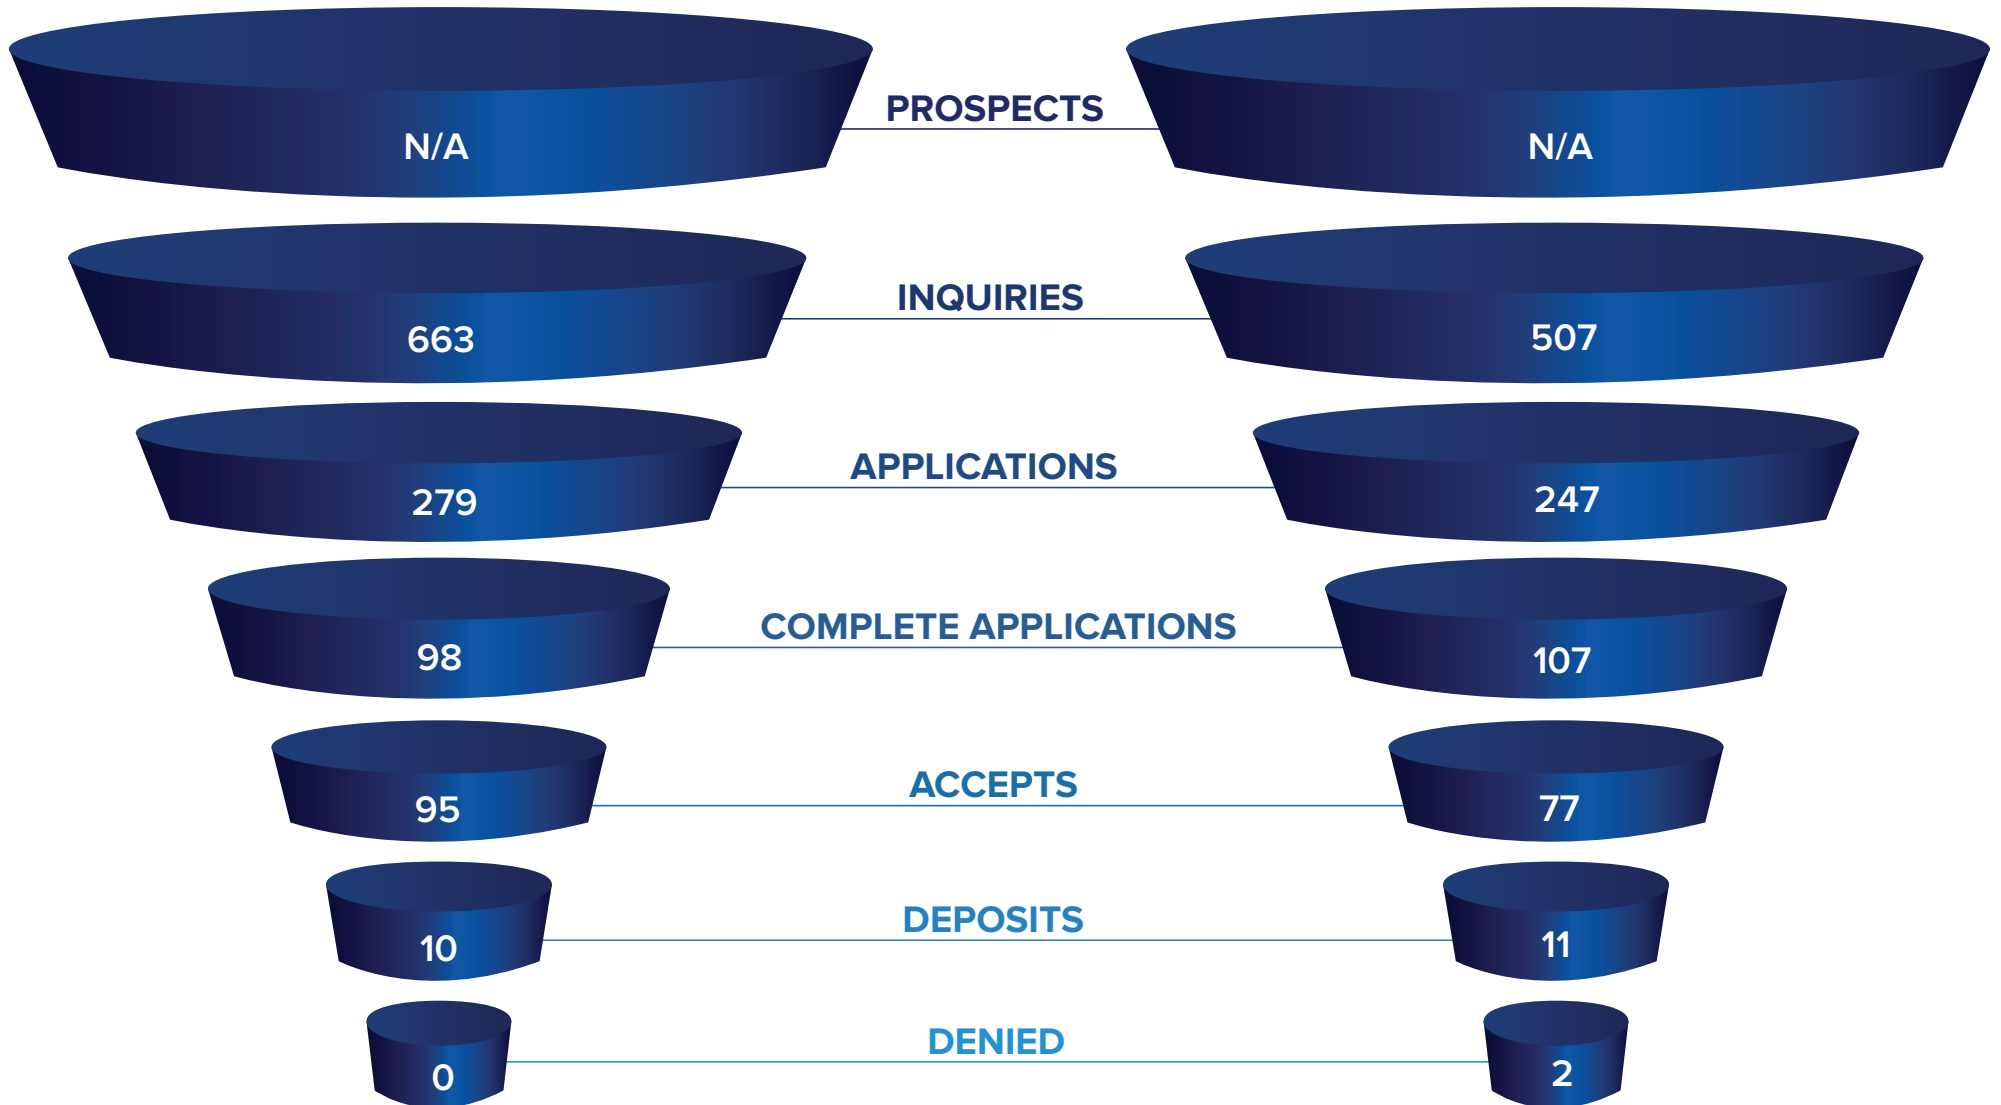 PROSPECTS
N/A
N/A
INQUIRIES
663
507
APPLICATIONS
279
247
COMPLETE APPLICATIONS
98
107
ACCEPTS
95
77
DEPOSITS
10
11
DENIED
0
2